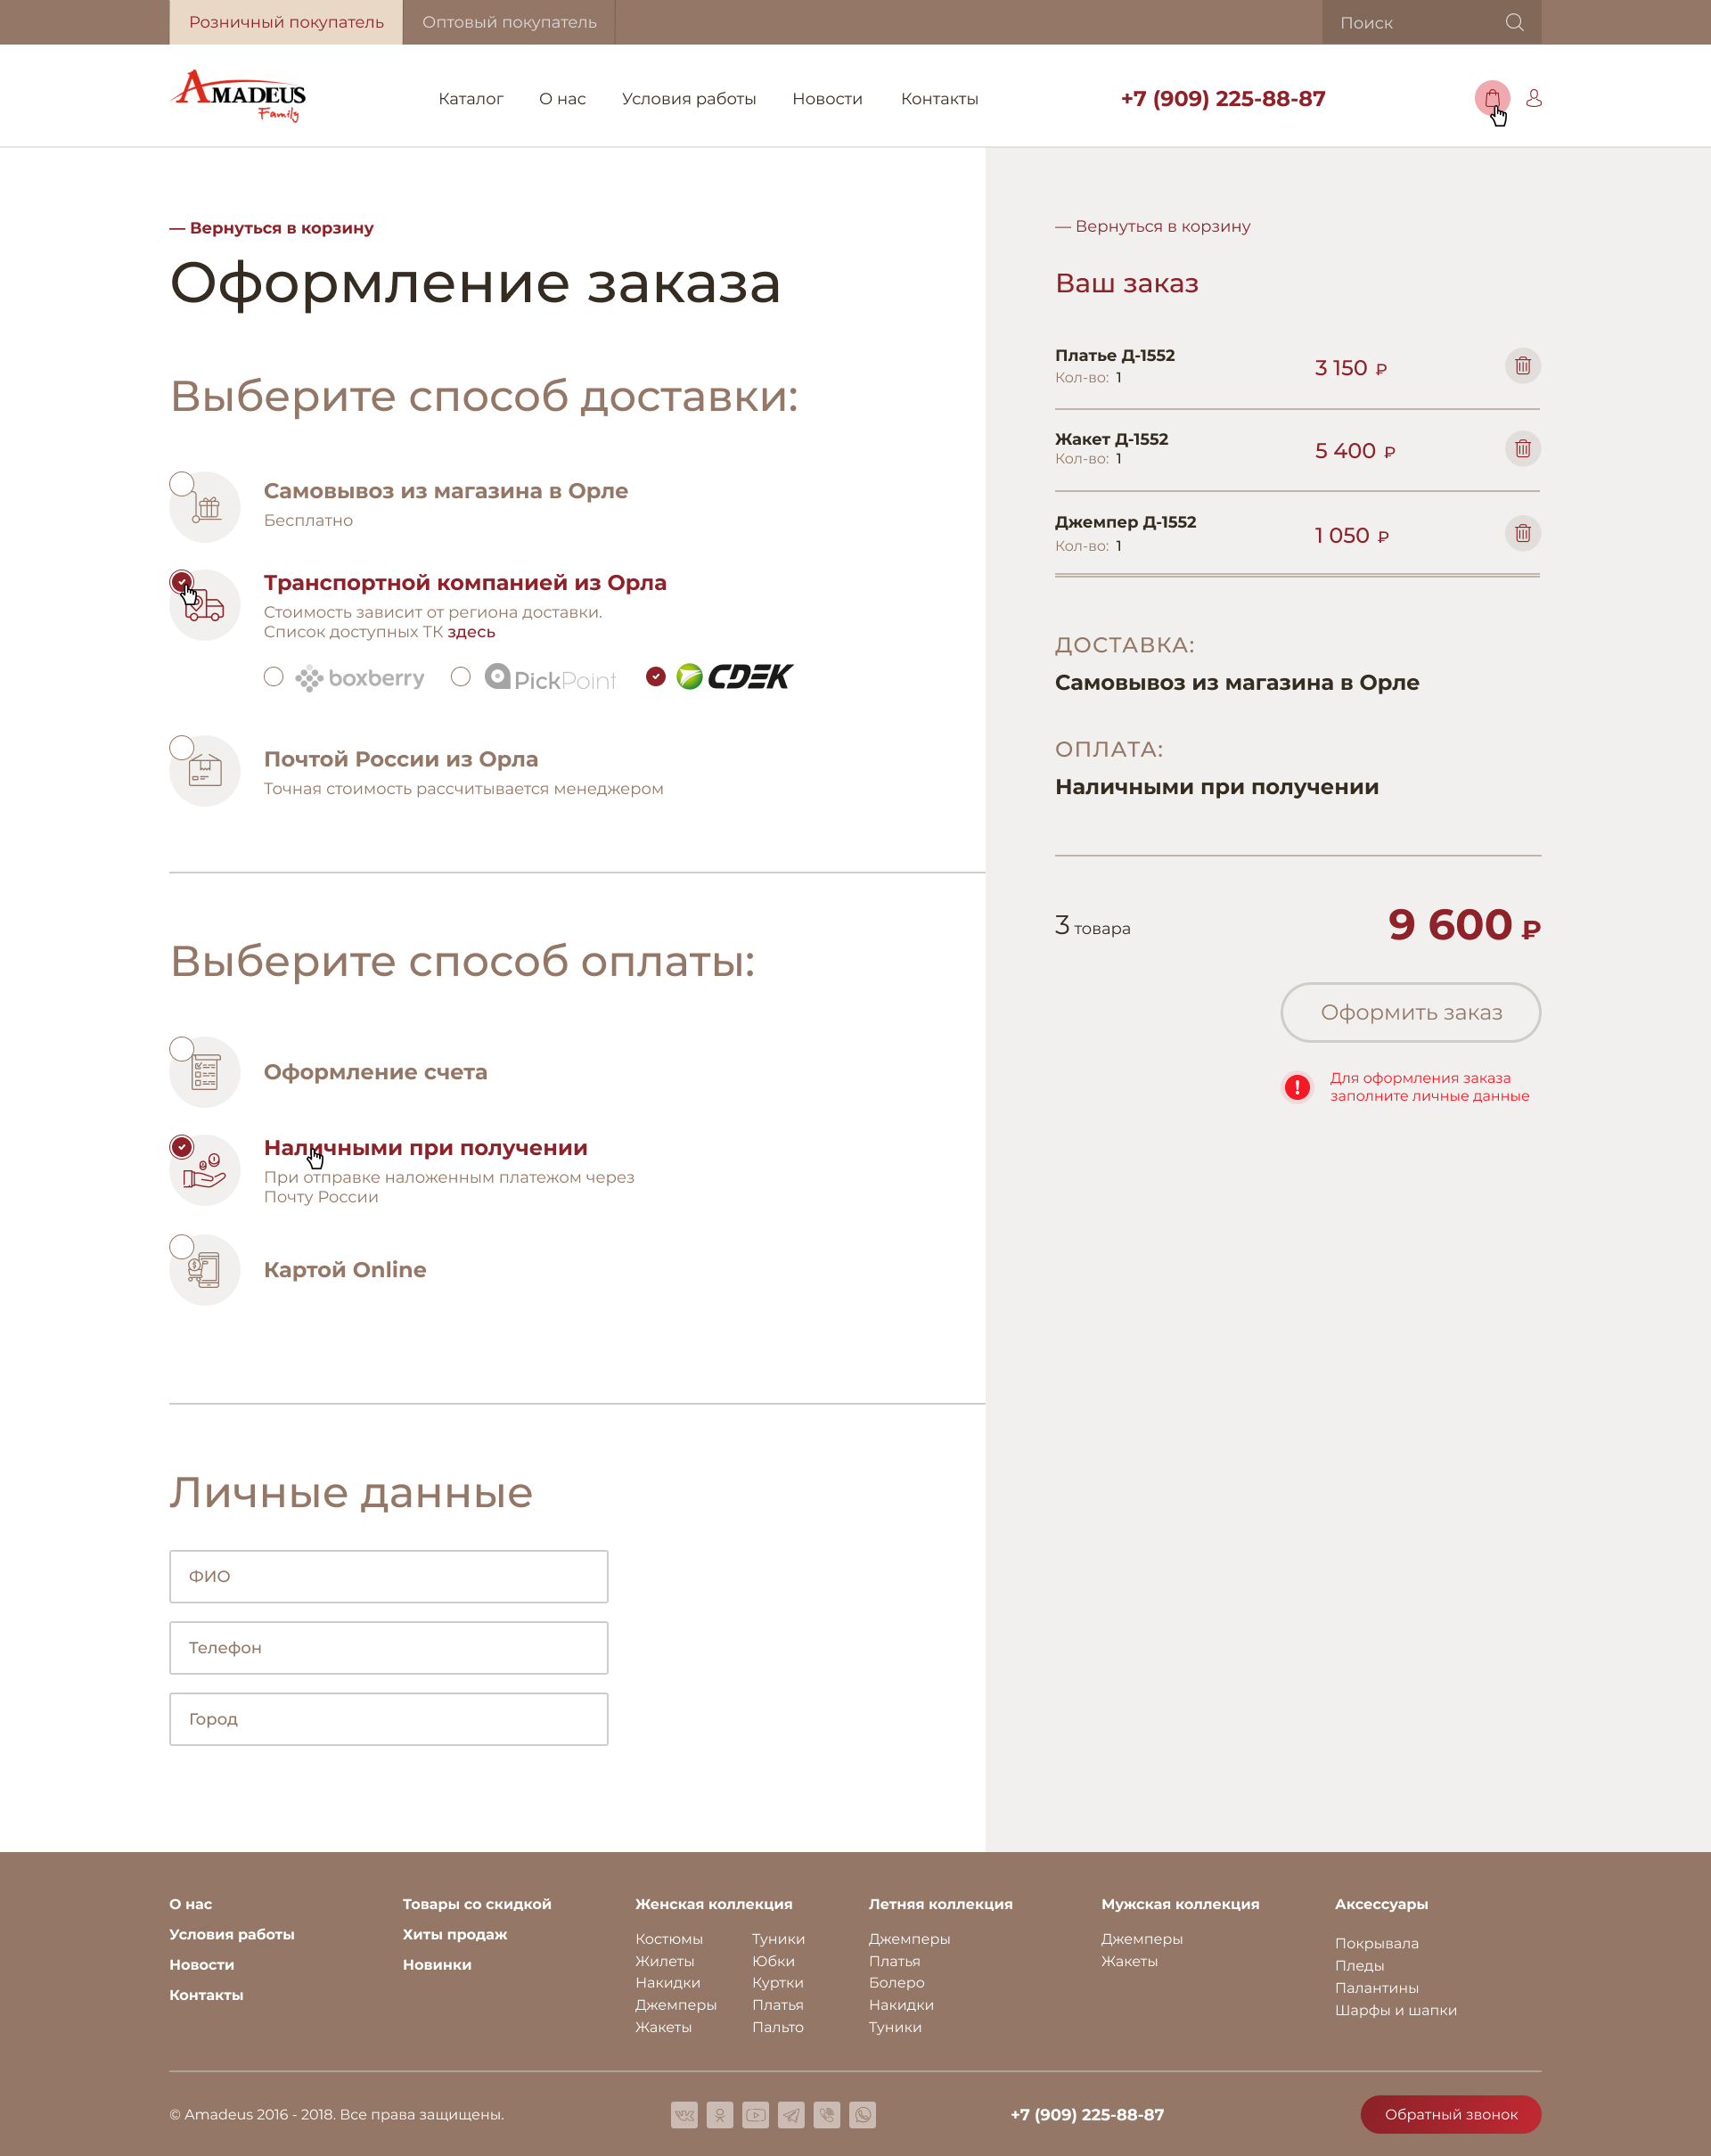 Розничный покупатель
Оптовый покупатель
Поиск
AMADEUS
Family
Каталог
О нас
Условия работы
Новости
Контакты
+7 (909) 225-88-87
— Вернуться в корзину
Оформление заказа
Выберите способ доставки:
Самовывоз из магазина в Орле
Бесплатно
Транспортной компанией из Орла
Стоимость зависит от региона доставки.
Список доступных ТК здесь
boxberry
PickPoint
CDEK
Почтой России из Орла
Точная стоимость рассчитывается менеджером
Выберите способ оплаты:
Оформление счета
Наличными при получении
При отправке наложенным платежом через
Почту России
Картой Online
Личные данные
ФИО
Телефон
Город
— Вернуться в корзину
Ваш заказ
Платье Д-1552
Кол-во: 1
3 150 ₽
Жакет Д-1552
Кол-во: 1
5 400 ₽
Джемпер Д-1552
Кол-во: 1
1 050 ₽
ДОСТАВКА:
Самовывоз из магазина в Орле
ОПЛАТА:
Наличными при получении
3 товара
9 600 ₽
Оформить заказ
Для оформления заказа
заполните личные данные
О нас
Условия работы
Новости
Контакты
Товары со скидкой
Хиты продаж
Новинки
Женская коллекция
Костюмы
Жилеты
Накидки
Джемперы
Жакеты
Туники
Юбки
Куртки
Платья
Пальто
Летняя коллекция
Джемперы
Платья
Болеро
Накидки
Туники
Мужская коллекция
Джемперы
Жакеты
Аксессуары
Покрывала
Пледы
Палантины
Шарфы и шапки
© Amadeus 2016 - 2018. Все права защищены.
+7 (909) 225-88-87
Обратный звонок